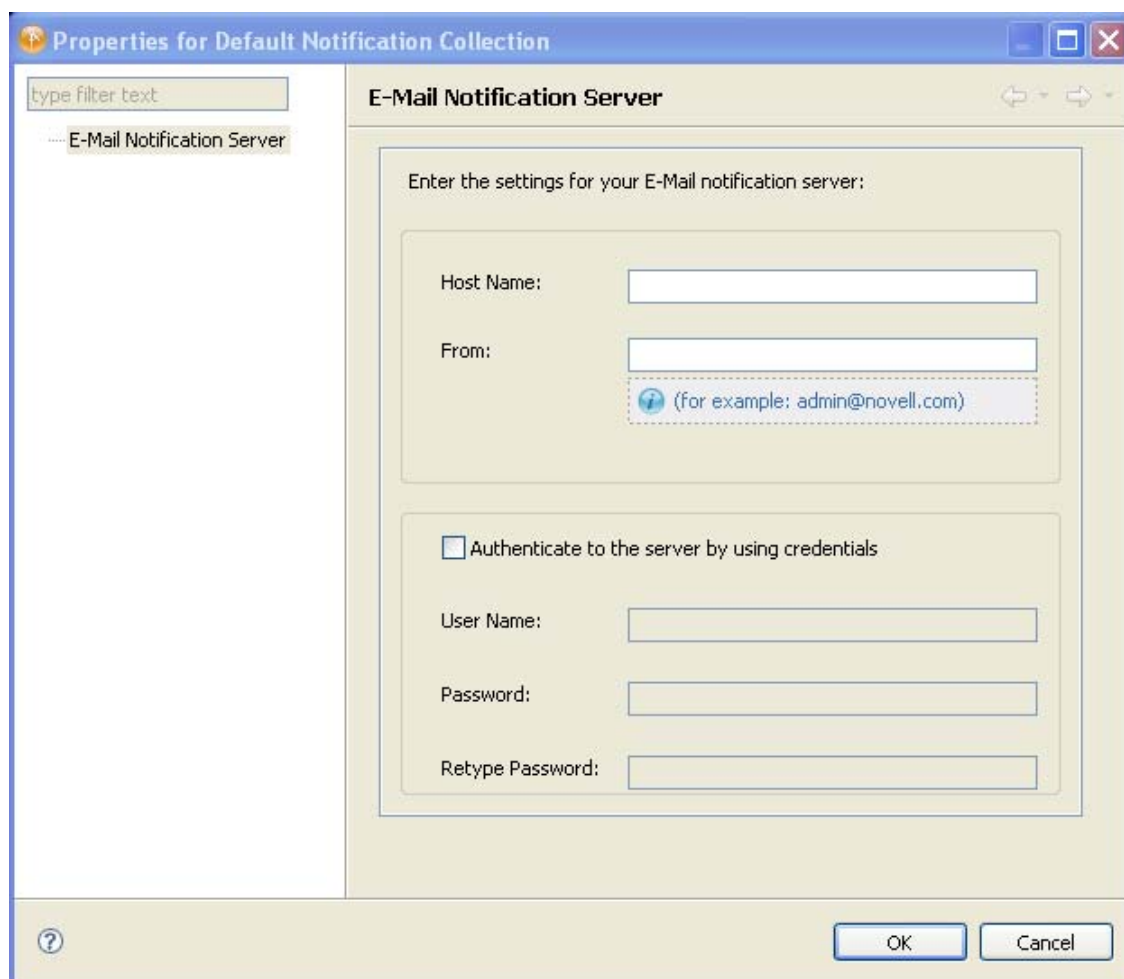 Properties for Default Notification Collection
type filter text
E-Mail Notification Server
E-Mail Notification Server
Enter the settings for your E-Mail notification server:
Host Name:
From:
(for example: admin@novell.com)
Authenticate to the server by using credentials
User Name:
Password:
Retype Password:
OK
Cancel